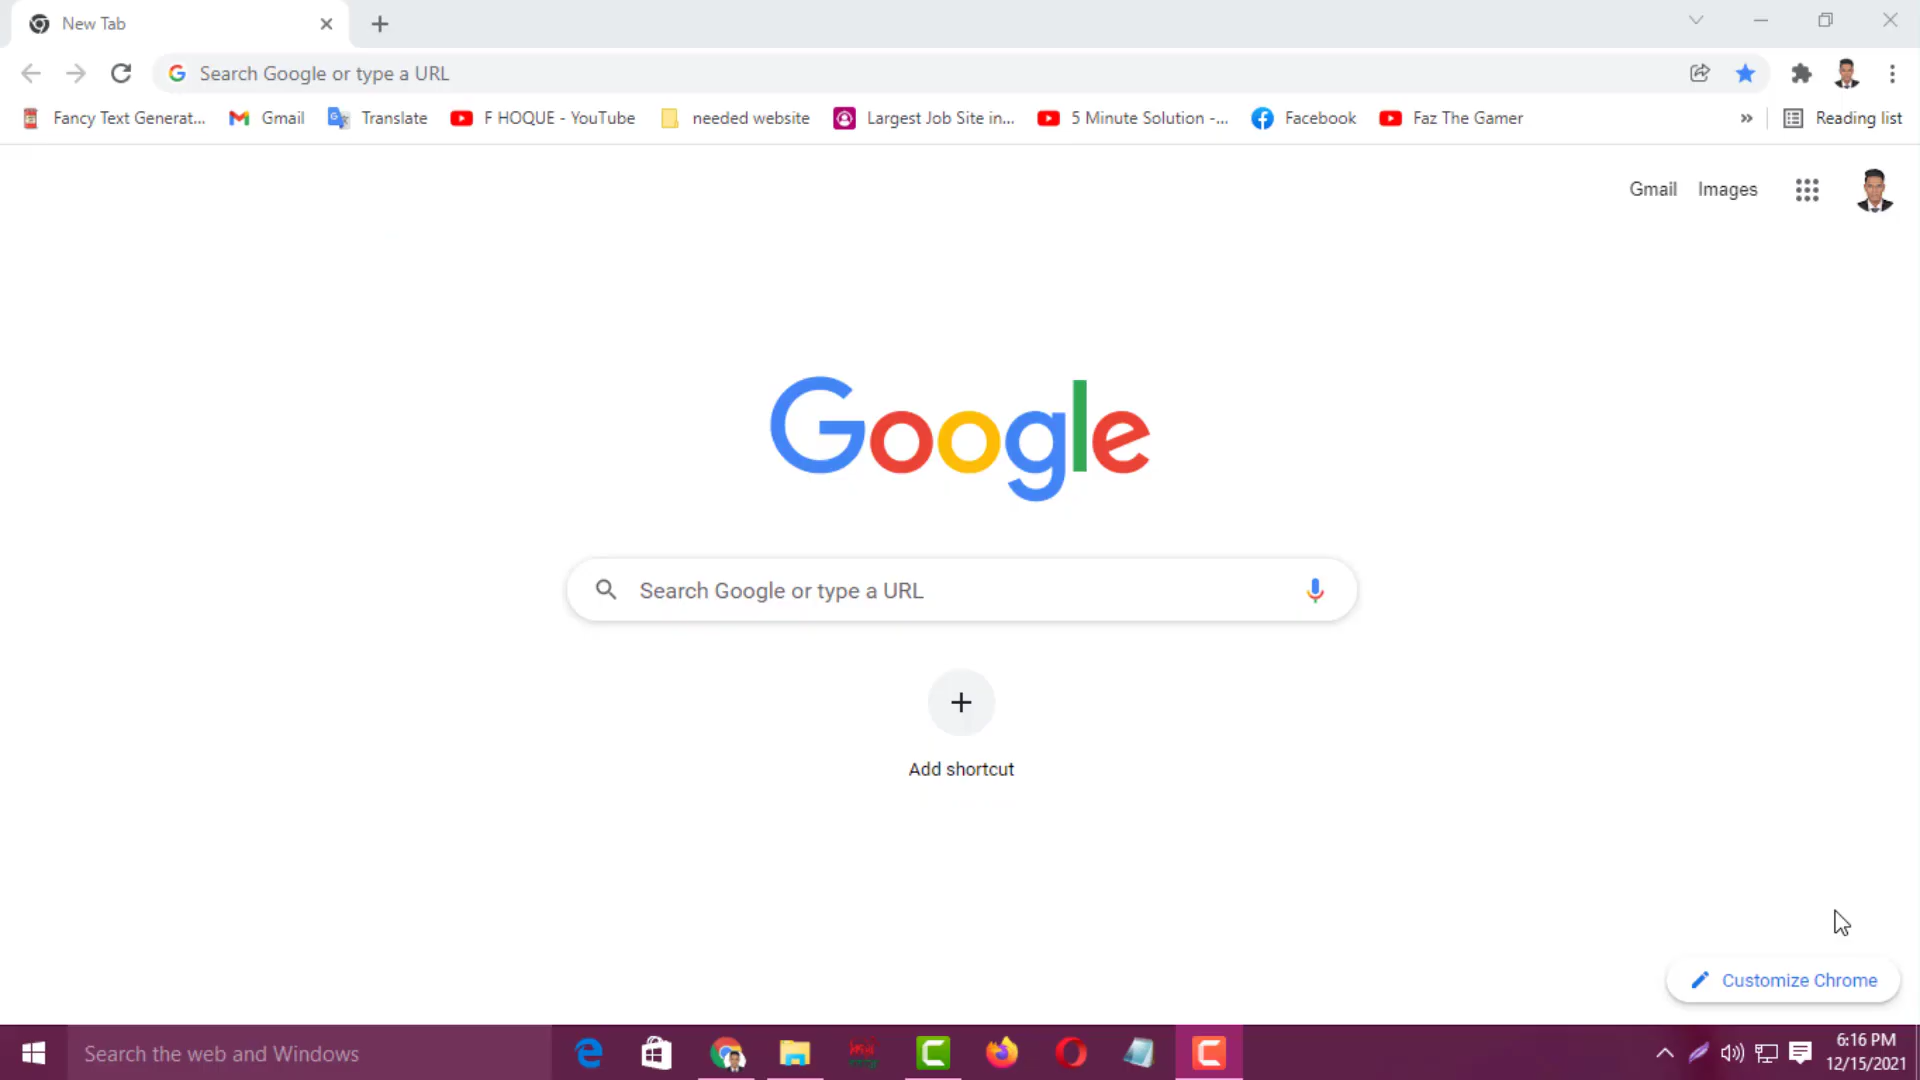 New Tab
Search Google or type a URL
Fancy Text Generat...
Gmail
Translate
F HOQUE - YouTube
needed website
Largest Job Site in...
5 Minute Solution -...
Facebook
Faz The Gamer
»
Reading list
Gmail
Images
Google
Search Google or type a URL
Add shortcut
Customize Chrome
Search the web and Windows
6:16 PM
12/15/2021